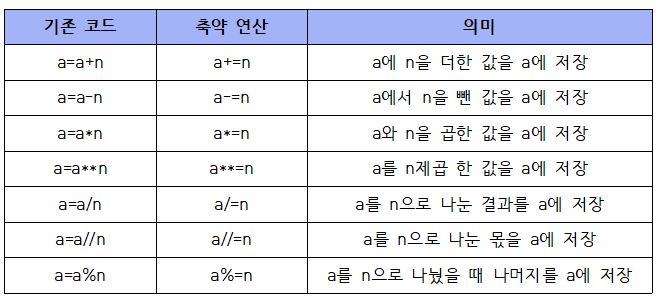 기존 코드 축약 연산 의미
a=a+n a+=n a에 n을 더한 값을 a에 저장
a=a-n a-=n a에서 n을 뺀 값을 a에 저장
a=a*n a*=n a와 n을 곱한 값을 a에 저장
a=a**n a**=n a를 n제곱 한 값을 a에 저장
a=a/n a/=n a를 n으로 나눈 결과를 a에 저장
a=a//n a//=n a를 n으로 나눈 몫을 a에 저장
a=a%n a%=n a를 n으로 나눴을 때 나머지를 a에 저장